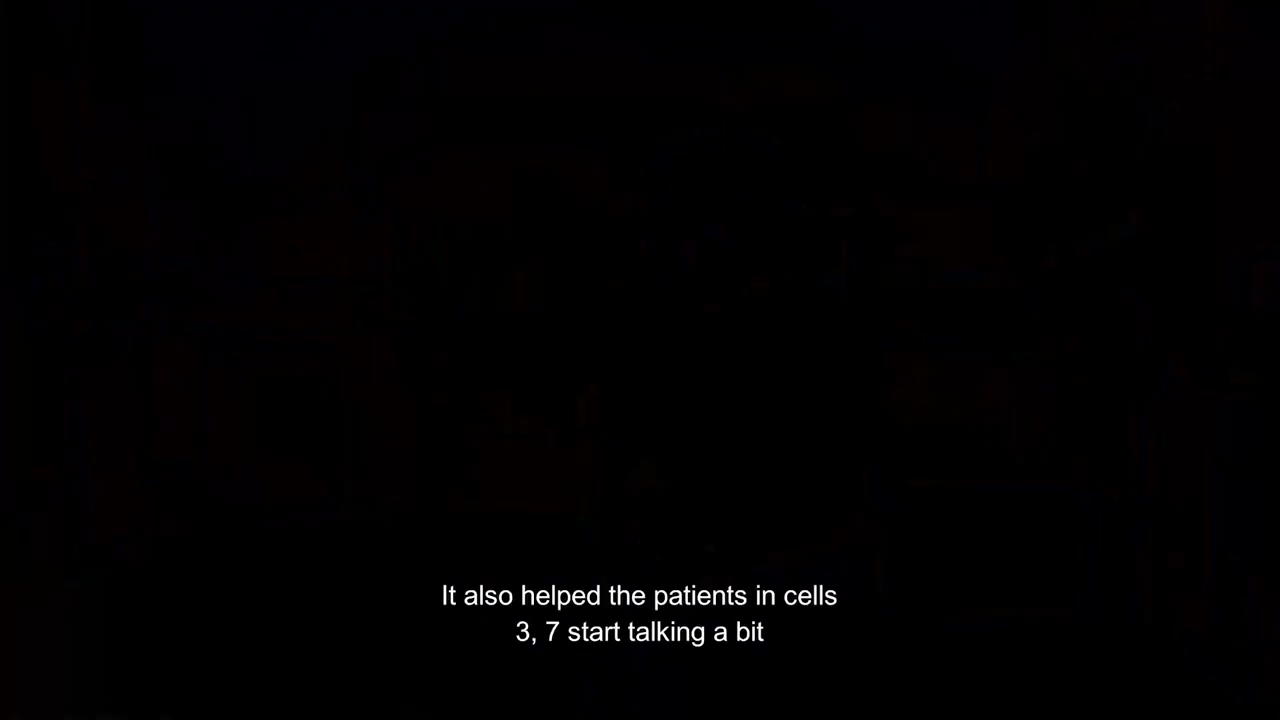 It also helped the patients in cells
3, 7 start talking a bit